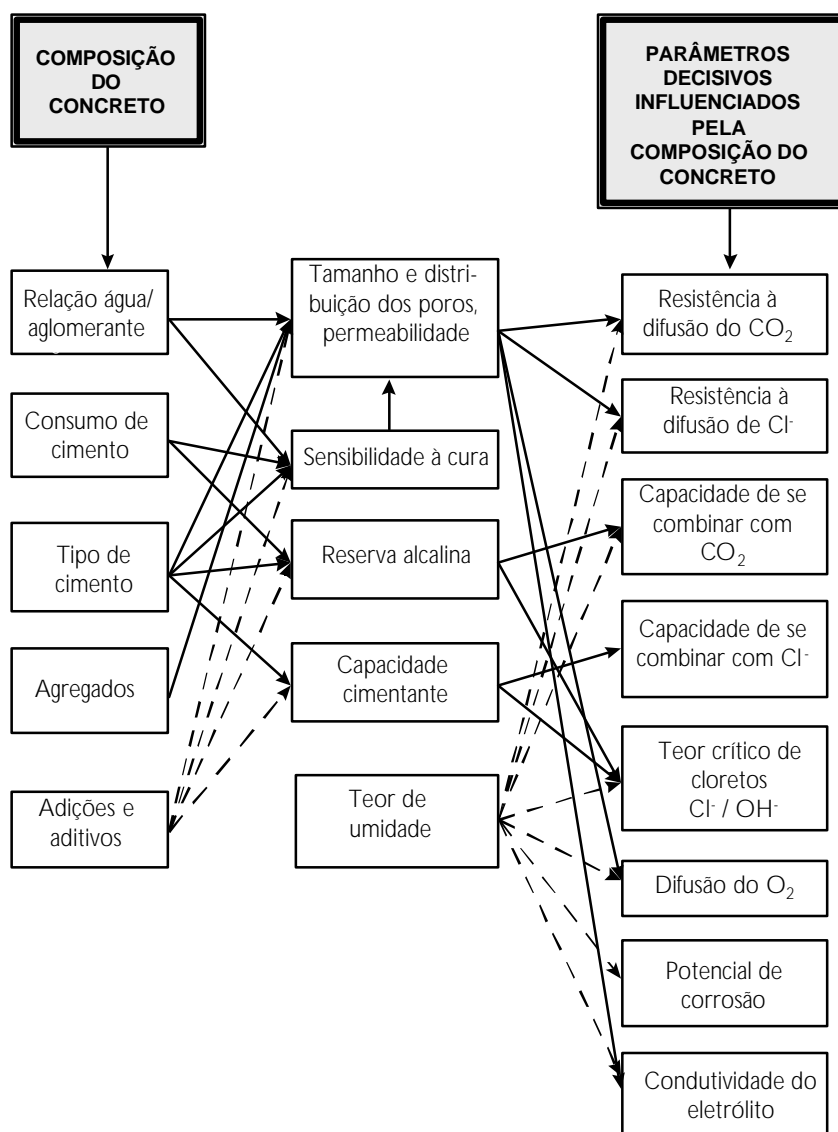 COMPOSIÇÃO
DO
CONCRETO
PARÂMETROS
DECISIVOS
INFLUENCIADOS
PELA
COMPOSIÇÃO DO
CONCRETO
Relação água/
aglomerante
Consumo de
cimento
Tipo de
cimento
Agregados
Adições e
aditivos
Tamanho e distri-
buição dos poros,
permeabilidade
Sensibilidade à cura
Reserva alcalina
Capacidade
cimentante
Teor de
umidade
Resistência à
difusão do CO₂
Resistência à
difusão de Cl⁻
Capacidade de se
combinar com
CO₂
Capacidade de se
combinar com Cl⁻
Teor crítico de
cloretos
Cl⁻ / OH⁻
Difusão do O₂
Potencial de
corrosão
Condutividade do
eletrólito